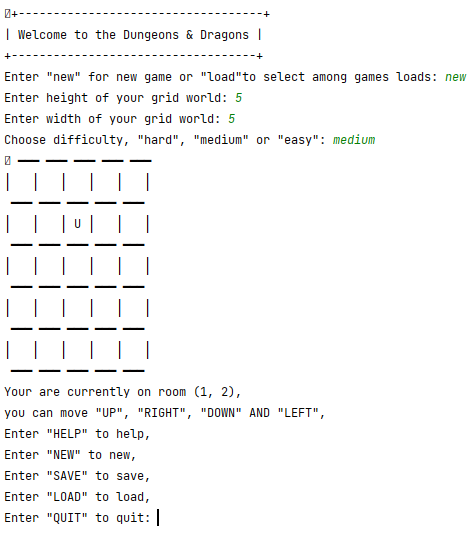 +-----------------------------------+
| Welcome to the Dungeons & Dragons |
+-----------------------------------+
Enter "new" for new game or "load"to select among games loads: new
Enter height of your grid world: 5
Enter width of your grid world: 5
Choose difficulty, "hard", "medium" or "easy": medium
U
Your are currently on room (1, 2),
you can move "UP", "RIGHT", "DOWN" AND "LEFT",
Enter "HELP" to help,
Enter "NEW" to new,
Enter "SAVE" to save,
Enter "LOAD" to load,
Enter "QUIT" to quit: